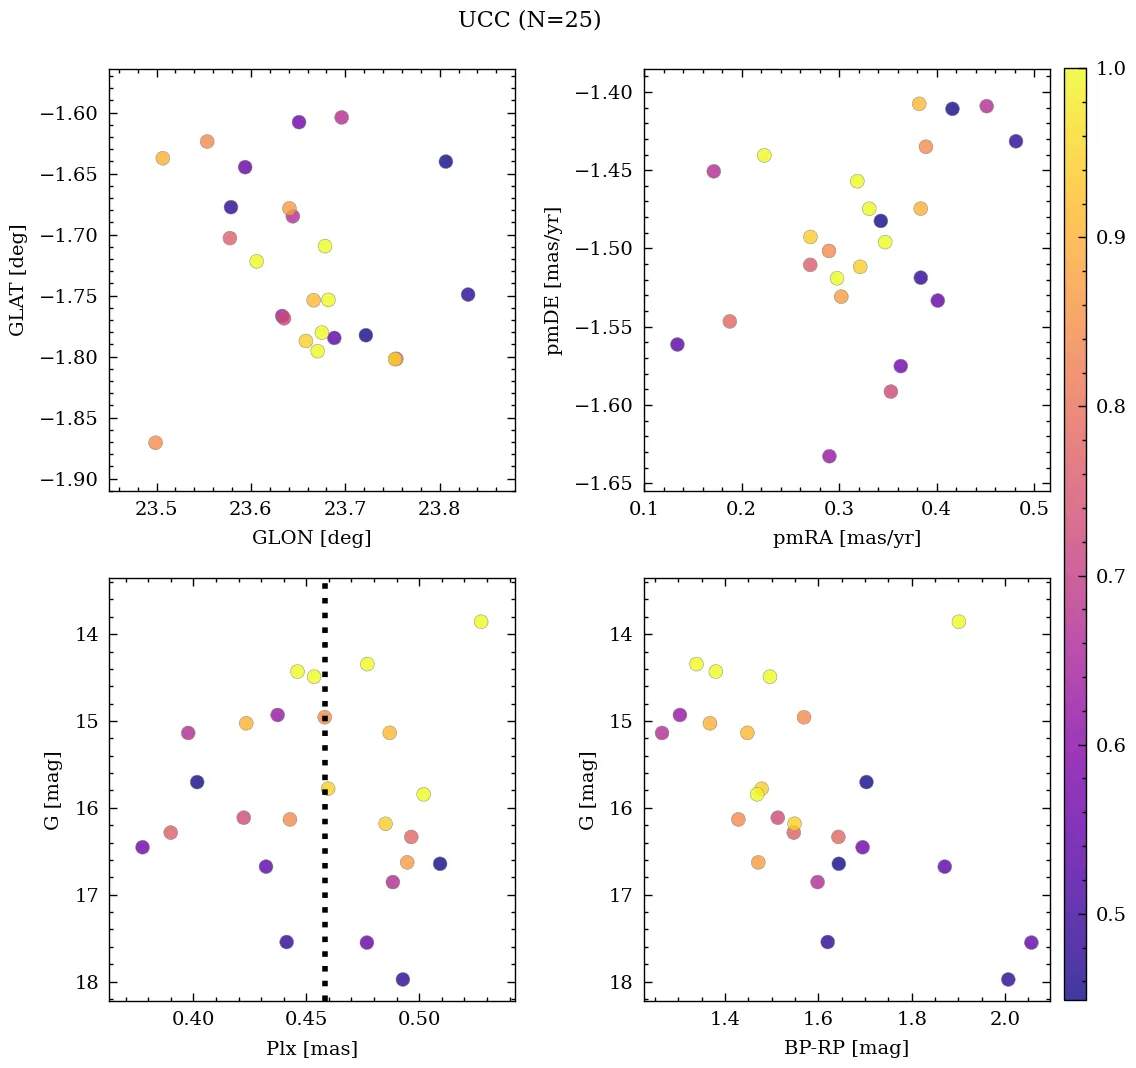 UCC (N=25)
−1.60
−1.65
−1.70
−1.75
−1.80
−1.85
−1.90
GLAT [deg]
23.5 23.6 23.7 23.8
GLON [deg]
−1.40
−1.45
−1.50
−1.55
−1.60
−1.65
pmDE [mas/yr]
0.1 0.2 0.3 0.4 0.5
pmRA [mas/yr]
14
15
16
17
18
G [mag]
0.40 0.45 0.50
Plx [mas]
14
15
16
17
18
G [mag]
1.4 1.6 1.8 2.0
BP-RP [mag]
1.0
0.9
0.8
0.7
0.6
0.5